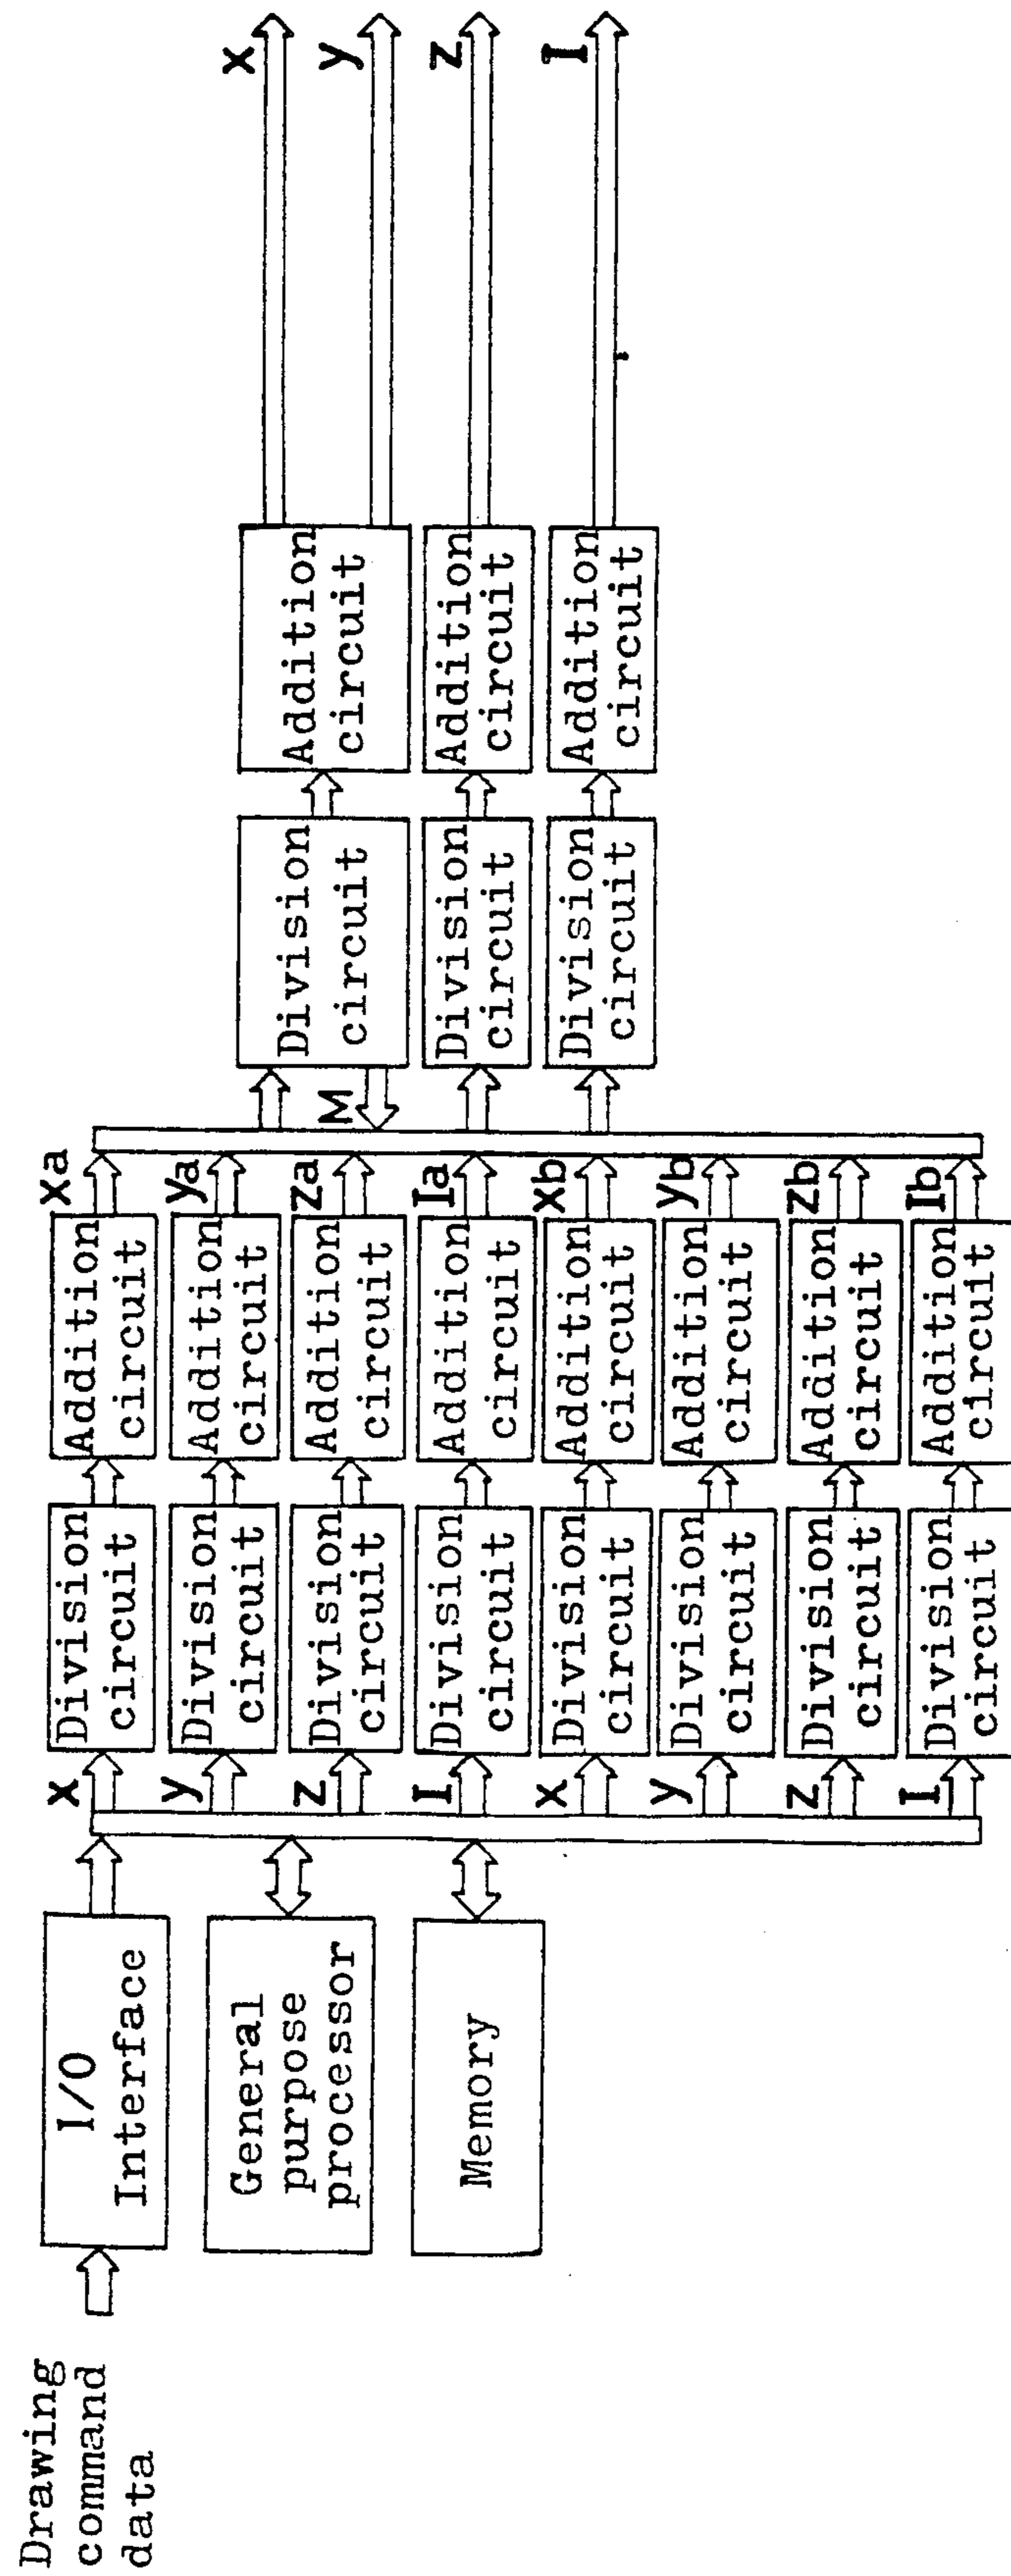 Drawing
command
data
I/O
Interface
General
purpose
processor
Memory
x
y
z
I
x
y
z
I
Division
circuit
Division
circuit
Division
circuit
Division
circuit
Division
circuit
Division
circuit
Division
circuit
Division
circuit
Addition
circuit
Addition
circuit
Addition
circuit
Addition
circuit
Addition
circuit
Addition
circuit
Addition
circuit
Addition
circuit
xa
ya
za
Ia
xb
yb
zb
Ib
M
Division
circuit
Division
circuit
Division
circuit
Addition
circuit
Addition
circuit
Addition
circuit
x
y
z
I